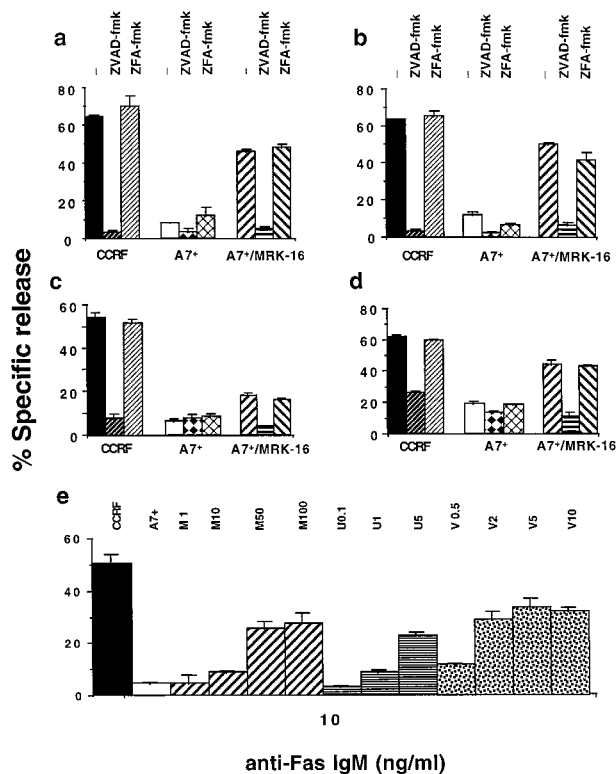 a
b
– ZVAD-fmk ZFA-fmk – ZVAD-fmk ZFA-fmk – ZVAD-fmk ZFA-fmk
– ZVAD-fmk ZFA-fmk – ZVAD-fmk ZFA-fmk – ZVAD-fmk ZFA-fmk
80
60
40
20
0
CCRF A7+ A7+/MRK-16
80
60
40
20
0
CCRF A7+ A7+/MRK-16
c
d
60
40
20
0
CCRF A7+ A7+/MRK-16
80
60
40
20
0
CCRF A7+ A7+/MRK-16
% Specific release
e
CCRF A7+ M 1 M10 M50 M100 U0.1 U1 U5 V 0.5 V2 V5 V10
60
40
20
0
10
anti-Fas IgM (ng/ml)